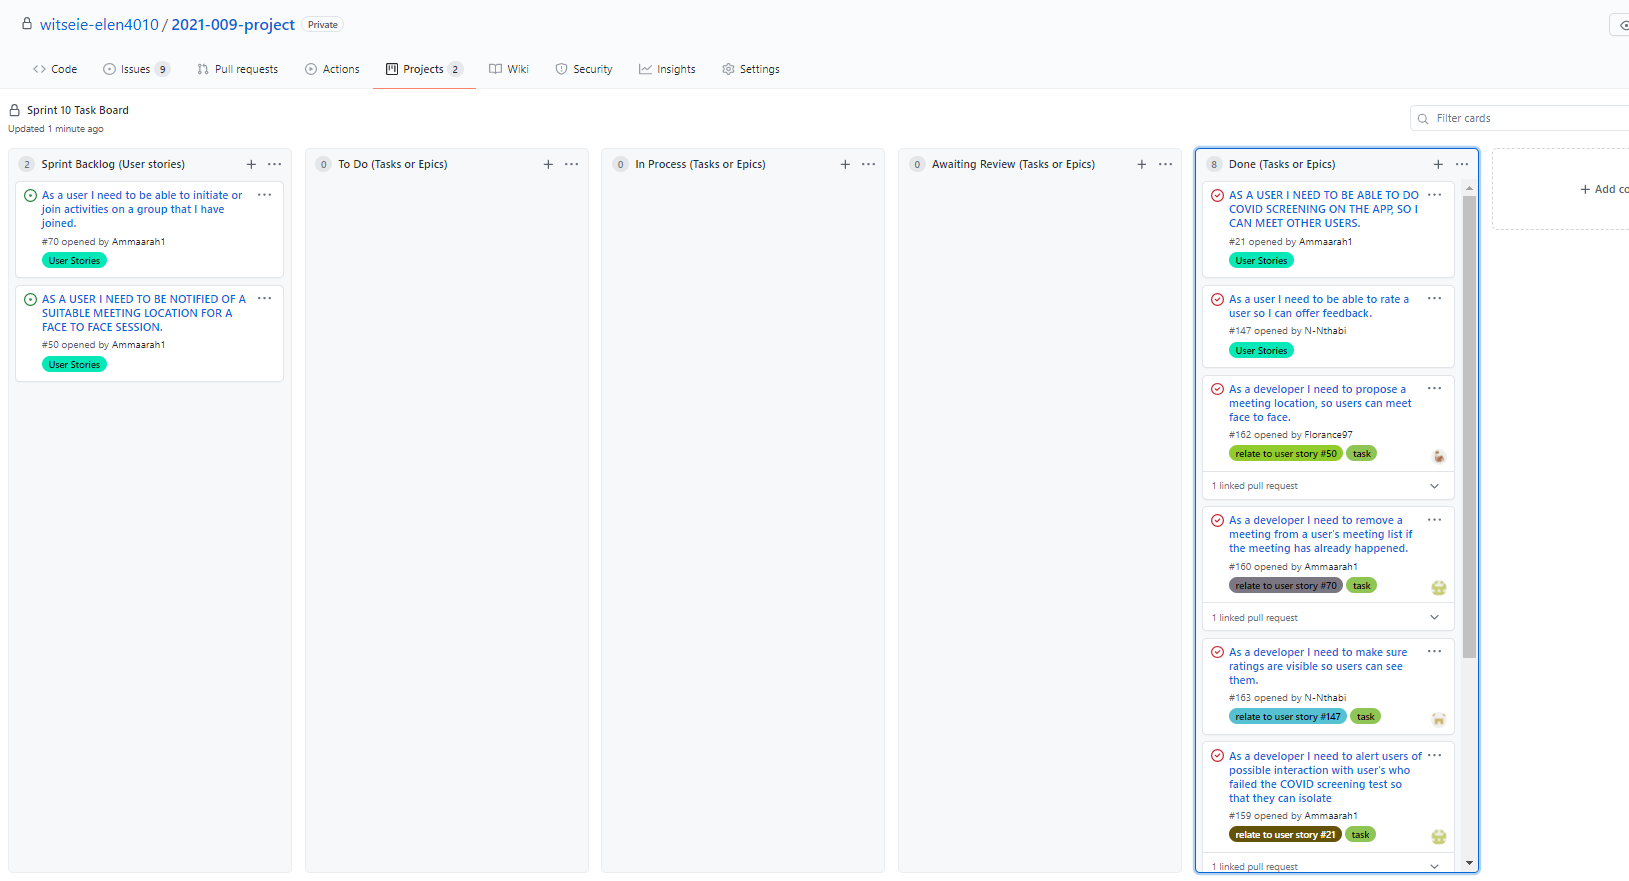 witseie-elen4010 / 2021-009-project Private
Code Issues 9 Pull requests Actions Projects 2 Wiki Security Insights Settings
Sprint 10 Task Board
Updated 1 minute ago
Filter cards
2 Sprint Backlog (User stories)
As a user I need to be able to initiate or
join activities on a group that I have
joined.
#70 opened by Ammaarah1
User Stories
AS A USER I NEED TO BE NOTIFIED OF A
SUITABLE MEETING LOCATION FOR A
FACE TO FACE SESSION.
#50 opened by Ammaarah1
User Stories
0 To Do (Tasks or Epics)
0 In Process (Tasks or Epics)
0 Awaiting Review (Tasks or Epics)
8 Done (Tasks or Epics)
AS A USER I NEED TO BE ABLE TO DO
COVID SCREENING ON THE APP, SO I
CAN MEET OTHER USERS.
#21 opened by Ammaarah1
User Stories
As a user I need to be able to rate a
user so I can offer feedback.
#147 opened by N-Nthabi
User Stories
As a developer I need to propose a
meeting location, so users can meet
face to face.
#162 opened by Florance97
relate to user story #50 task
1 linked pull request
As a developer I need to remove a
meeting from a user's meeting list if
the meeting has already happened.
#160 opened by Ammaarah1
relate to user story #70 task
1 linked pull request
As a developer I need to make sure
ratings are visible so users can see
them.
#163 opened by N-Nthabi
relate to user story #147 task
As a developer I need to alert users of
possible interaction with user's who
failed the COVID screening test so
that they can isolate
#159 opened by Ammaarah1
relate to user story #21 task
1 linked pull request
+ Add co